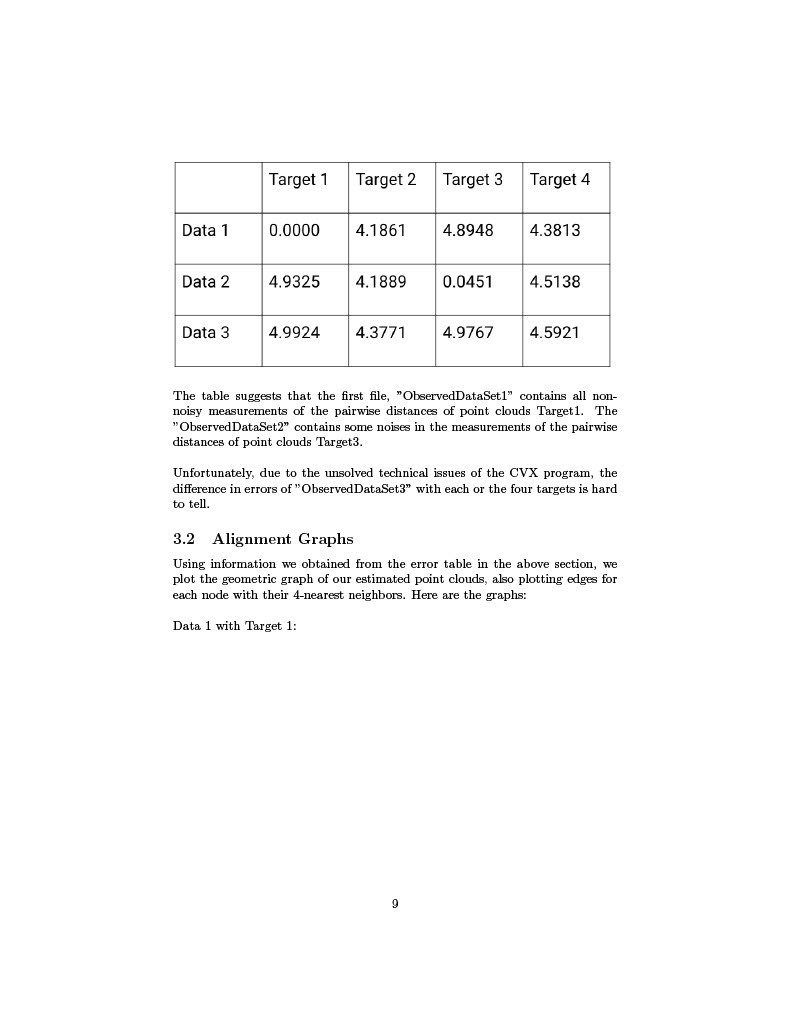 Target 1 Target 2 Target 3 Target 4
Data 1 0.0000 4.1861 4.8948 4.3813
Data 2 4.9325 4.1889 0.0451 4.5138
Data 3 4.9924 4.3771 4.9767 4.5921
The table suggests that the first file, ”ObservedDataSet1” contains all non-
noisy measurements of the pairwise distances of point clouds Target1. The
”ObservedDataSet2” contains some noises in the measurements of the pairwise
distances of point clouds Target3.
Unfortunately, due to the unsolved technical issues of the CVX program, the
difference in errors of ”ObservedDataSet3” with each or the four targets is hard
to tell.
3.2 Alignment Graphs
Using information we obtained from the error table in the above section, we
plot the geometric graph of our estimated point clouds, also plotting edges for
each node with their 4-nearest neighbors. Here are the graphs:
Data 1 with Target 1:
9